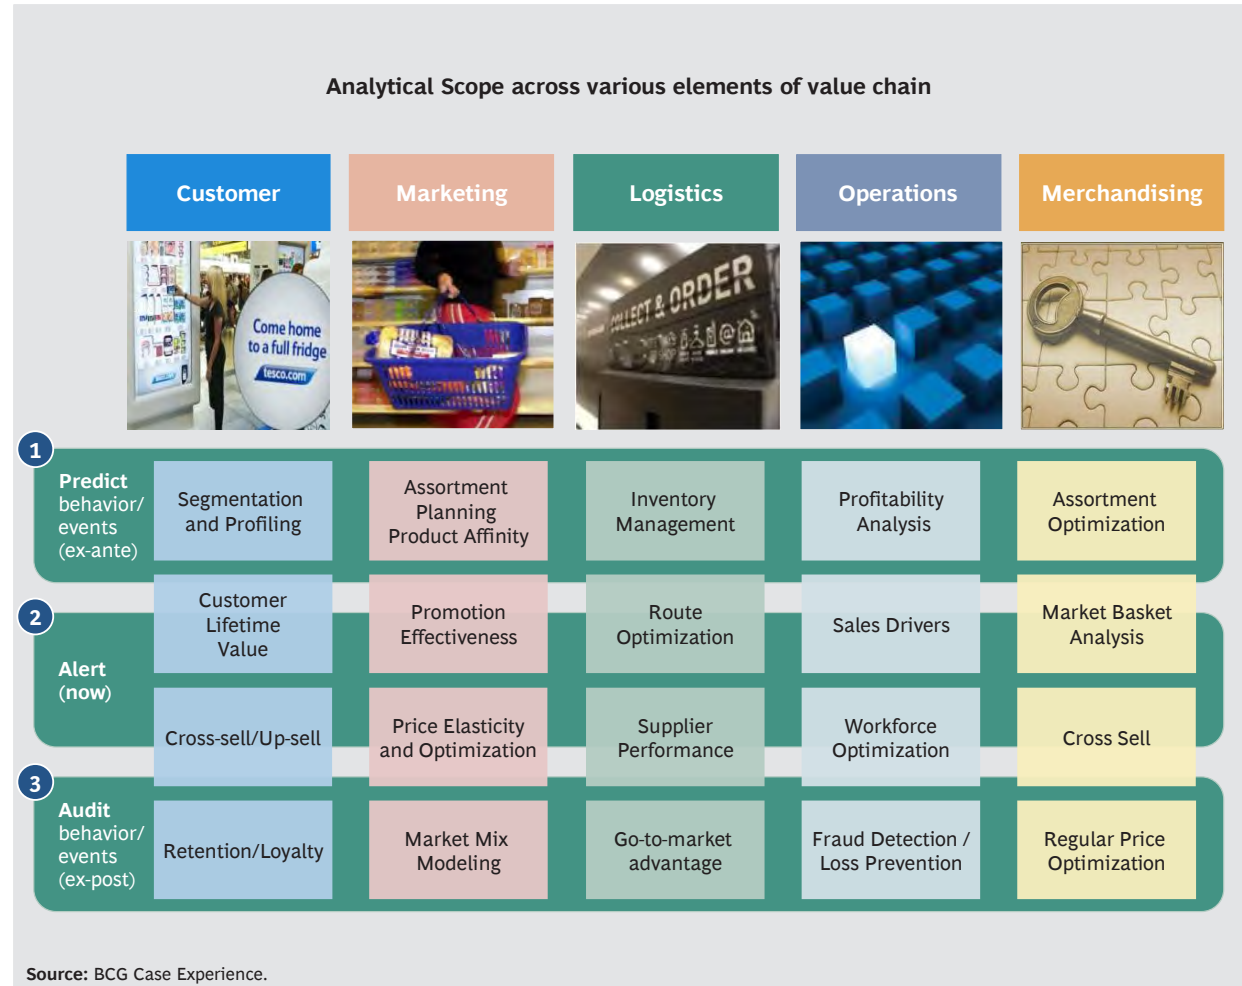 Analytical Scope across various elements of value chain
Customer
Marketing
Logistics
Operations
Merchandising
Come home
to a full fridge
tesco.com
COLLECT & ORDER
1
Predict
behavior/
events
(ex-ante)
Segmentation
and Profiling
Assortment
Planning
Product Affinity
Inventory
Management
Profitability
Analysis
Assortment
Optimization
2
Alert
(now)
Customer
Lifetime
Value
Promotion
Effectiveness
Route
Optimization
Sales Drivers
Market Basket
Analysis
Cross-sell/Up-sell
Price Elasticity
and Optimization
Supplier
Performance
Workforce
Optimization
Cross Sell
3
Audit
behavior/
events
(ex-post)
Retention/Loyalty
Market Mix
Modeling
Go-to-market
advantage
Fraud Detection /
Loss Prevention
Regular Price
Optimization
Source: BCG Case Experience.